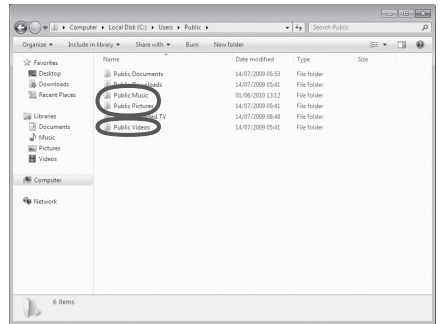 Computer Local Disk (C:) Users Public Search Public
Organize Include in library Share with Burn New folder
Name Date modified Type Size
Favorites
Desktop
Downloads
Recent Places
Libraries
Documents
Music
Pictures
Videos
Computer
Network
Public Documents 14/07/2009 05:53 File folder
Public Downloads 14/07/2009 05:41 File folder
Public Music 01/06/2010 13:12 File folder
Public Pictures 14/07/2009 05:41 File folder
TV 14/07/2009 08:48 File folder
Public Videos 14/07/2009 05:41 File folder
6 items